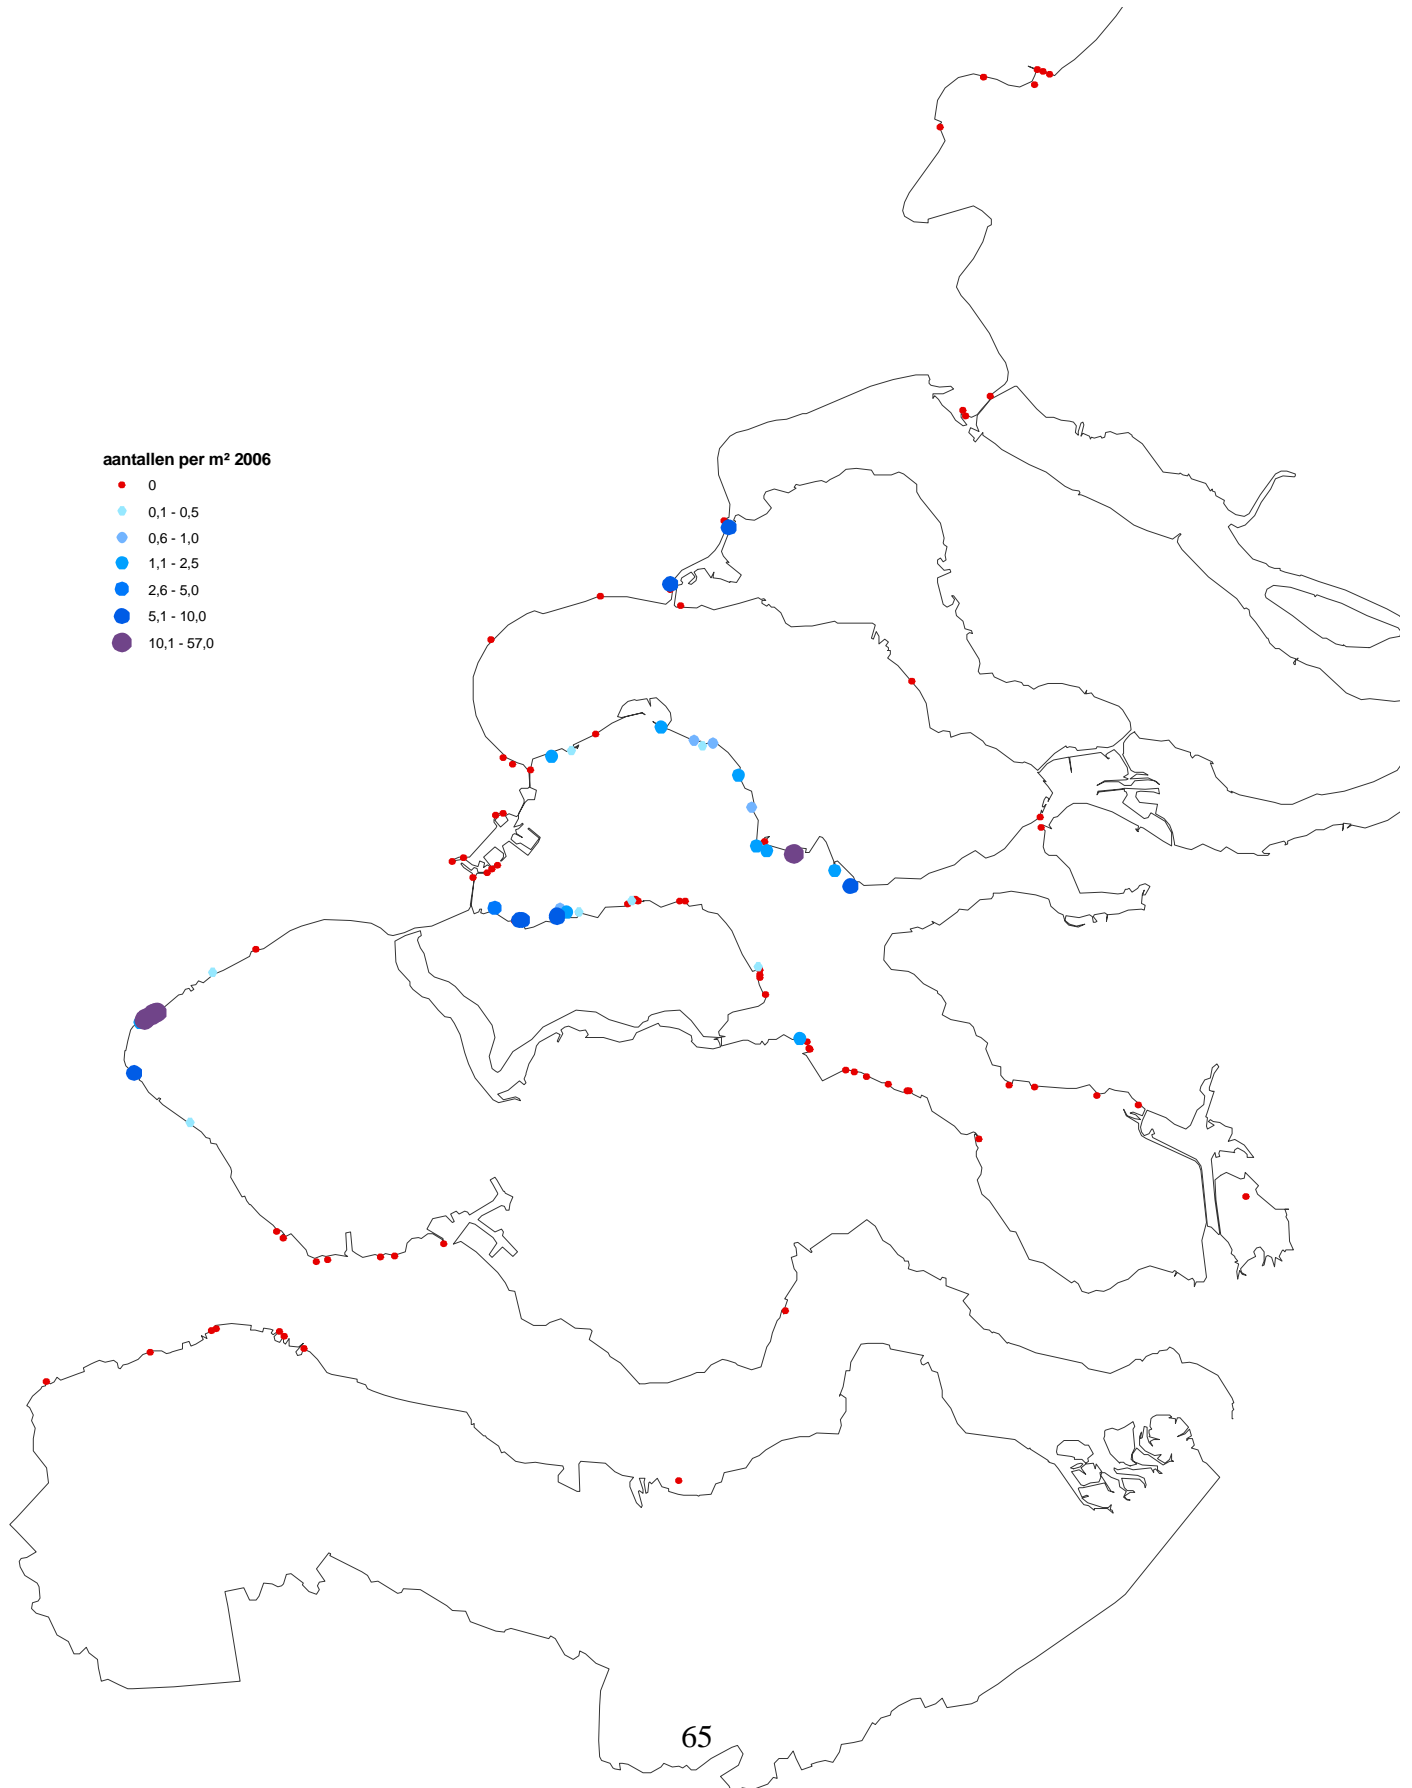 aantallen per m² 2006
0
0,1 - 0,5
0,6 - 1,0
1,1 - 2,5
2,6 - 5,0
5,1 - 10,0
10,1 - 57,0
65